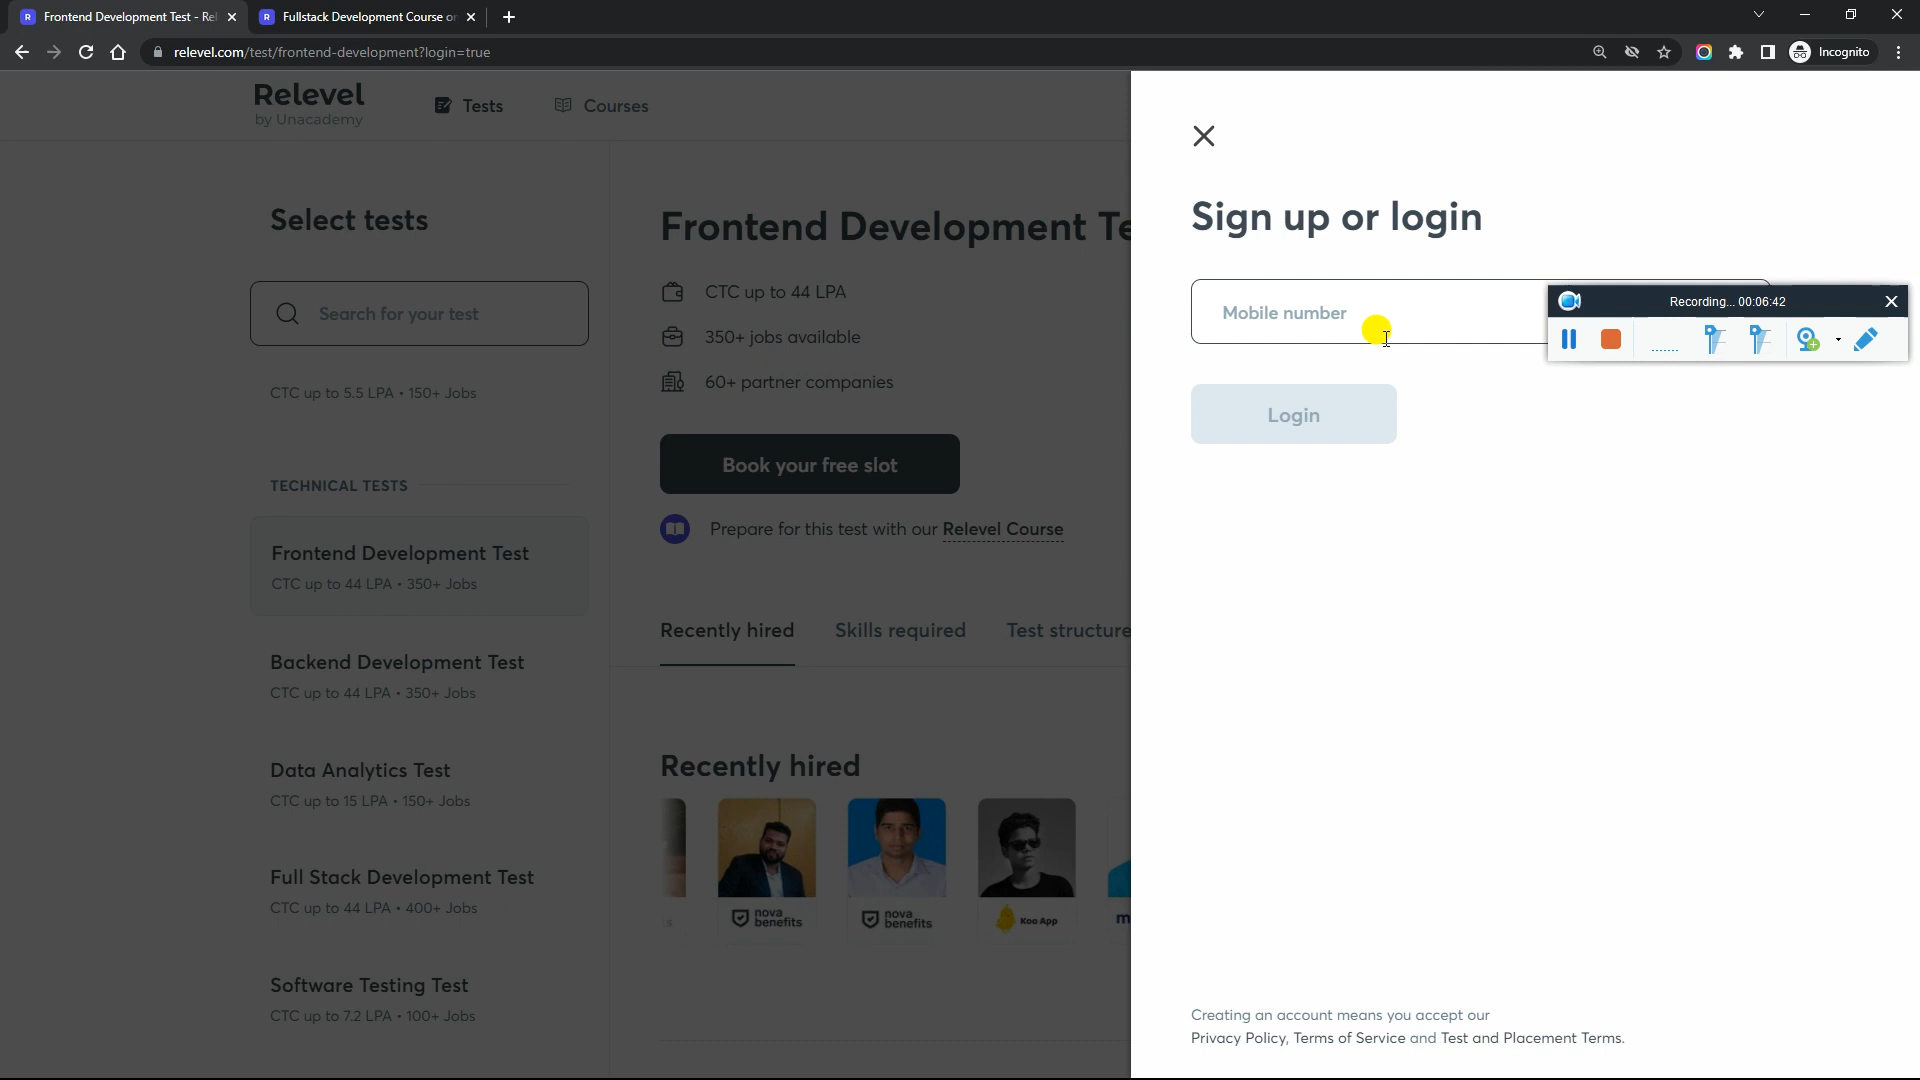 Frontend Development Test - Rel
Fullstack Development Course on
relevel.com/test/frontend-development?login=true
Incognito
Relevel
by Unacademy
Tests
Courses
Select tests
Search for your test
CTC up to 5.5 LPA • 150+ Jobs
TECHNICAL TESTS
Frontend Development Test
CTC up to 44 LPA • 350+ Jobs
Backend Development Test
CTC up to 44 LPA • 350+ Jobs
Data Analytics Test
CTC up to 15 LPA • 150+ Jobs
Full Stack Development Test
CTC up to 44 LPA • 400+ Jobs
Software Testing Test
CTC up to 7.2 LPA • 100+ Jobs
Frontend Development Te
CTC up to 44 LPA
350+ jobs available
60+ partner companies
Book your free slot
Prepare for this test with our Relevel Course
Recently hired
Skills required
Test structure
Recently hired
nova benefits
nova benefits
Koo App
m
Sign up or login
Mobile number
Login
Recording... 00:06:42
Creating an account means you accept our
Privacy Policy, Terms of Service and Test and Placement Terms.